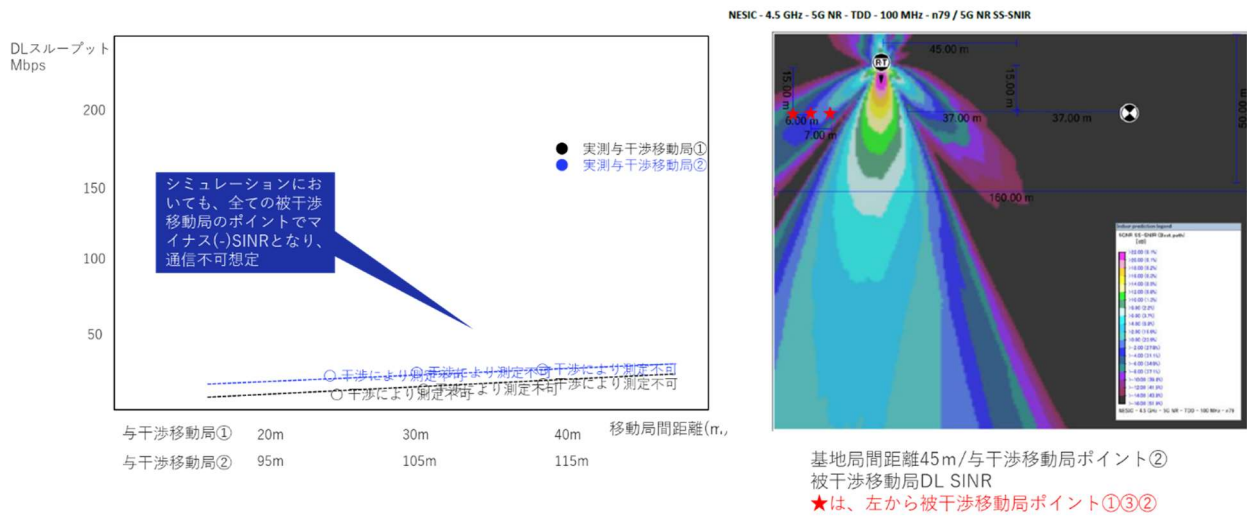 NESIC - 4.5 GHz - 5G NR - TDD - 100 MHz - n79 / 5G NR SS-SNIR
DLスループット
Mbps
200
150
100
50
実測与干渉移動局①
実測与干渉移動局②
シミュレーションにお
いても、全ての被干渉
移動局のポイントでマ
イナス(-)SINRとなり、
通信不可想定
干渉により測定不可
干渉により測定不可
干渉により測定不可
干渉により測定不可
干渉により測定不可
干渉により測定不可
与干渉移動局① 20m 30m 40m 移動局間距離(m)
与干渉移動局② 95m 105m 115m
RT
45.00 m
15.00 m
15.00 m
50.00 m
6.00 m
7.00 m
37.00 m
37.00 m
160.00 m
NESIC - 4.5 GHz - 5G NR - TDD - 100 MHz - n79
基地局間距離45m/与干渉移動局ポイント②
被干渉移動局DL SINR
★は、左から被干渉移動局ポイント①③②